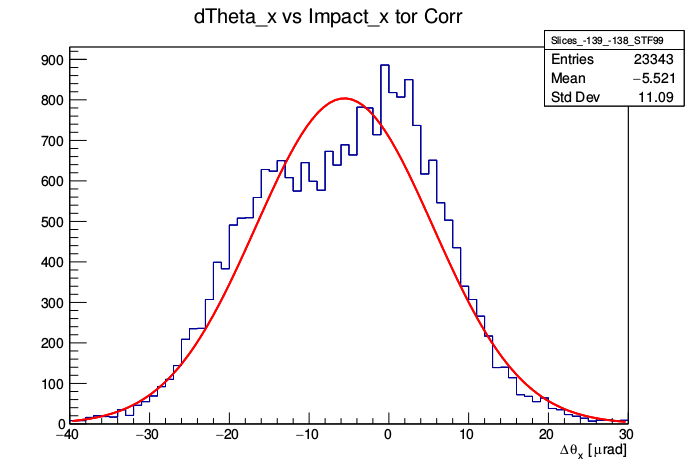 dTheta_x vs Impact_x tor Corr
Slices_-139_-138_STF99
Entries 23343
Mean −5.521
Std Dev 11.09
900
800
700
600
500
400
300
200
100
0
−40 −30 −20 −10 0 10 20 30
Δθx [μrad]